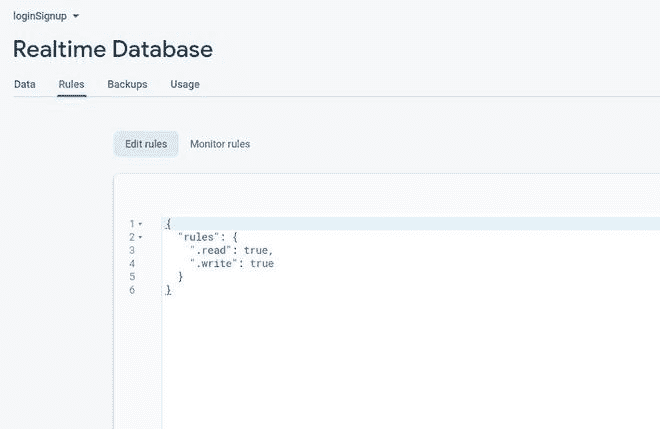 loginSignup
Realtime Database
Data Rules Backups Usage
Edit rules Monitor rules
1 {
2 "rules": {
3 ".read": true,
4 ".write": true
5 }
6 }